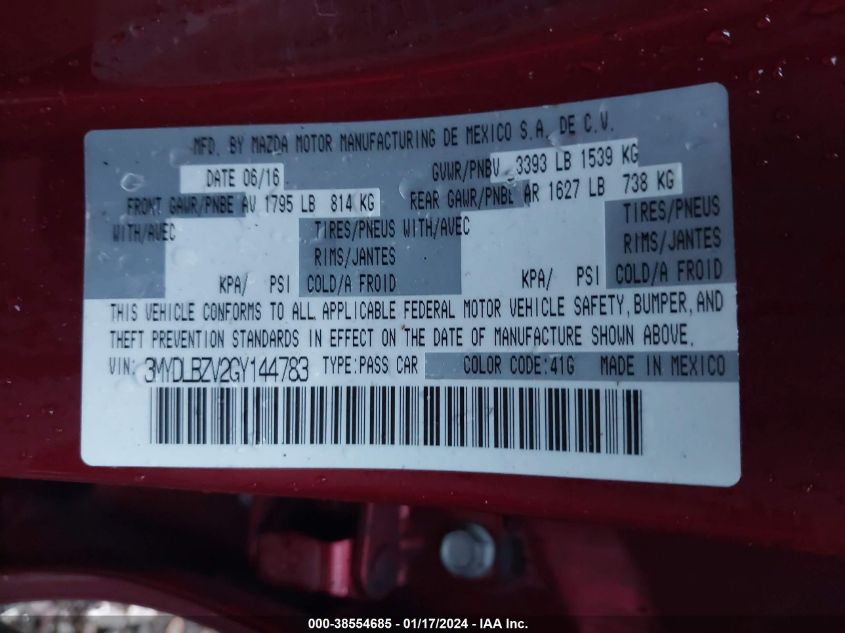 MFD. BY MAZDA MOTOR MANUFACTURING DE MEXICO S.A. DE C.V.
DATE 06/16 GVWR/PNBV 3393 LB 1539 KG
FRONT GAWR/PNBE AV 1795 LB 814 KG REAR GAWR/PNBE AR 1627 LB 738 KG
WITH/AVEC TIRES/PNEUS WITH/AVEC TIRES/PNEUS
RIMS/JANTES RIMS/JANTES
KPA/ PSI COLD/A FROID KPA/ PSI COLD/A FROID
THIS VEHICLE CONFORMS TO ALL APPLICABLE FEDERAL MOTOR VEHICLE SAFETY, BUMPER, AND
THEFT PREVENTION STANDARDS IN EFFECT ON THE DATE OF MANUFACTURE SHOWN ABOVE.
VIN: 3MYDLBZV2GY144783 TYPE:PASS CAR COLOR CODE:41G MADE IN MEXICO
000-38554685 - 01/17/2024 - IAA Inc.